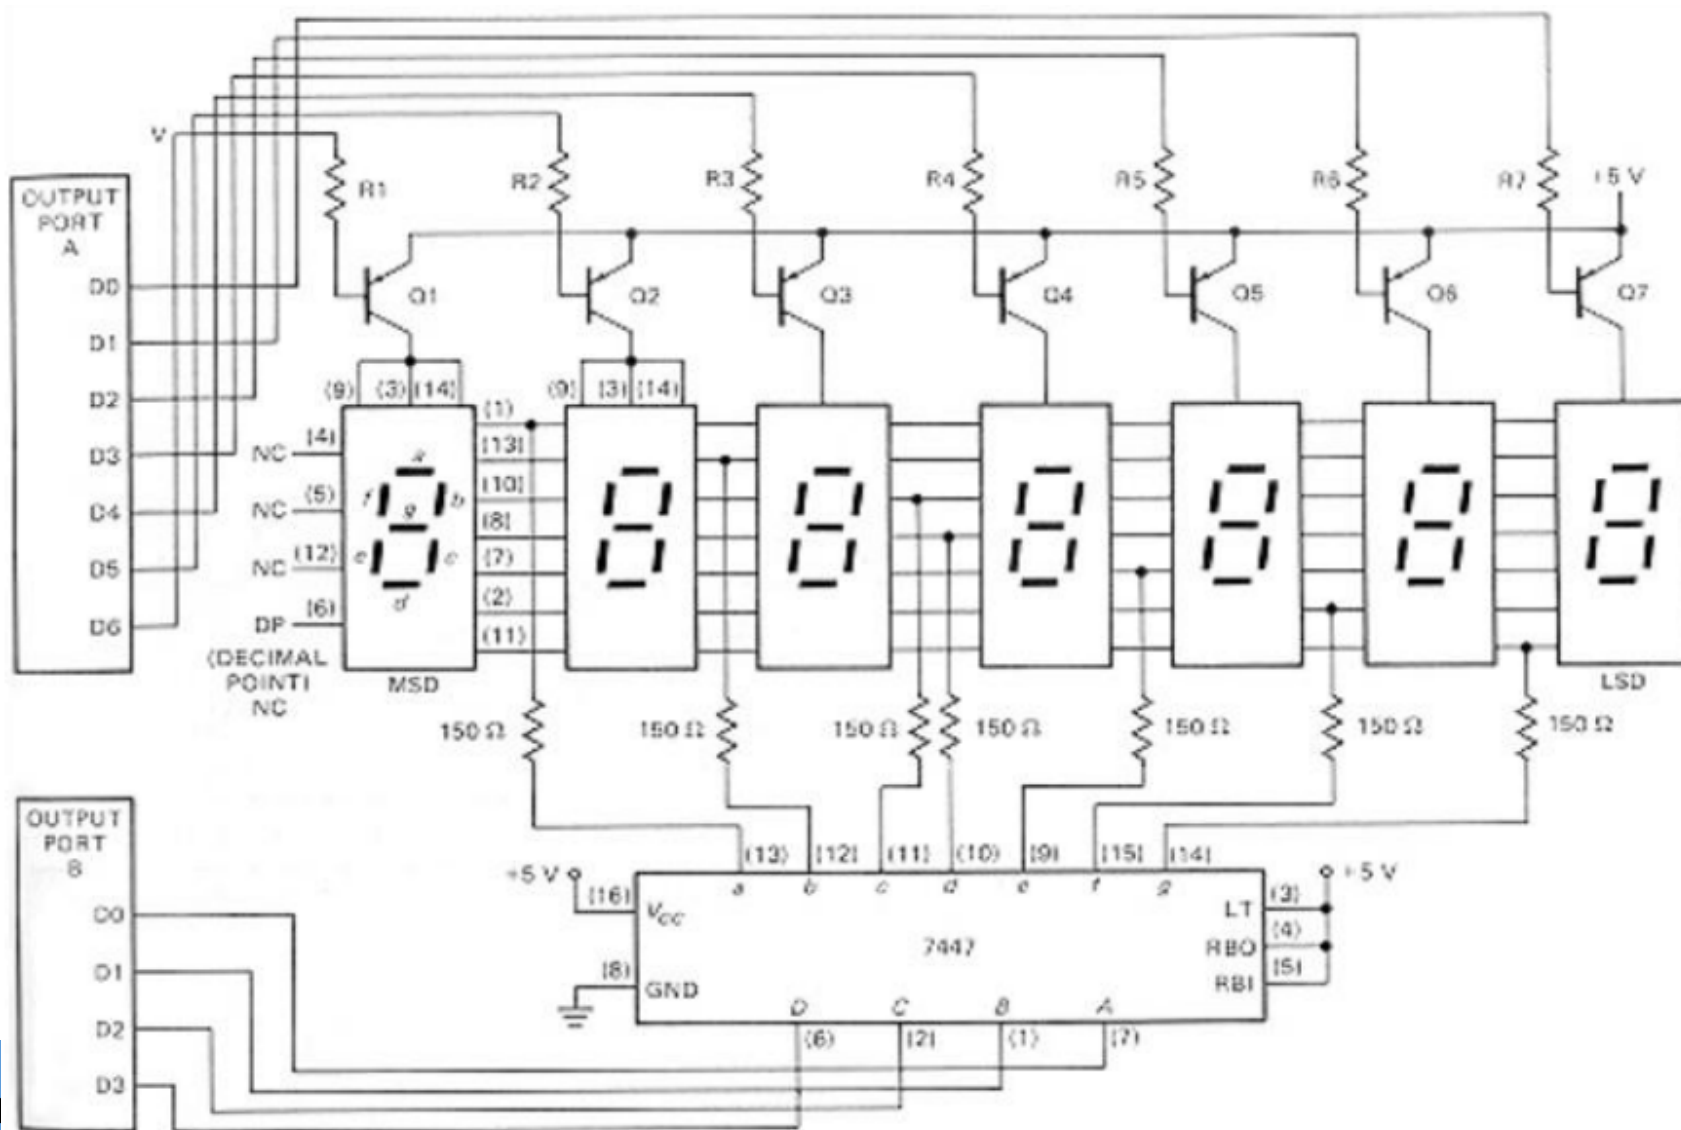 V
R1
R2
R3
R4
R5
R6
R7
+5 V
OUTPUT
PORT
A
D0
D1
D2
D3
D4
D5
D6
Q1
Q2
Q3
Q4
Q5
Q6
Q7
(9) (3) (14)
(9) (3) (14)
NC (4)
NC (5)
NC (12)
DP (6)
(DECIMAL
POINT)
NC
a
f b
g
e c
d
(1)
(13)
(10)
(8)
(7)
(2)
(11)
MSD
LSD
150 Ω
150 Ω
150 Ω
150 Ω
150 Ω
150 Ω
150 Ω
OUTPUT
PORT
B
D0
D1
D2
D3
+5 V
(13) (12) (11) (10) (9) (15) (14)
a b c d e f g
+5 V
(16) VCC
(8) GND
7447
LT (3)
RBO (4)
RBI (5)
D C B A
(6) (2) (1) (7)